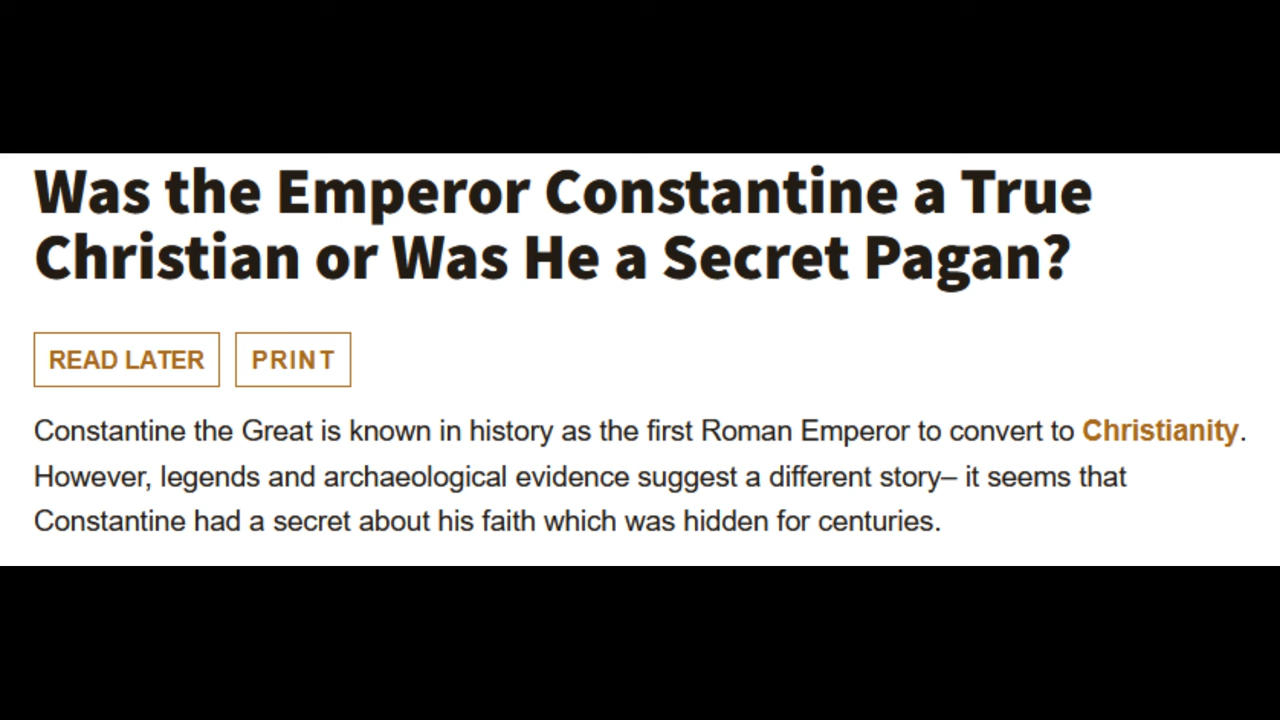 Was the Emperor Constantine a True
Christian or Was He a Secret Pagan?
READ LATER PRINT
Constantine the Great is known in history as the first Roman Emperor to convert to Christianity.
However, legends and archaeological evidence suggest a different story– it seems that
Constantine had a secret about his faith which was hidden for centuries.